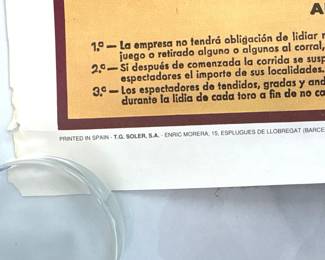 A
1.º — La empresa no tendrá obligación de lidiar
juego o retirado alguno o algunos al corral,
2.º — Si después de comenzada la corrida se susp
espectadores el importe de sus localidades.
3.º — Los espectadores de tendidos, gradas y and
durante la lidia de cada toro a fin de no ca
PRINTED IN SPAIN - T.G. SOLER, S.A. - ENRIC MORERA, 15, ESPLUGUES DE LLOBREGAT (BARCE